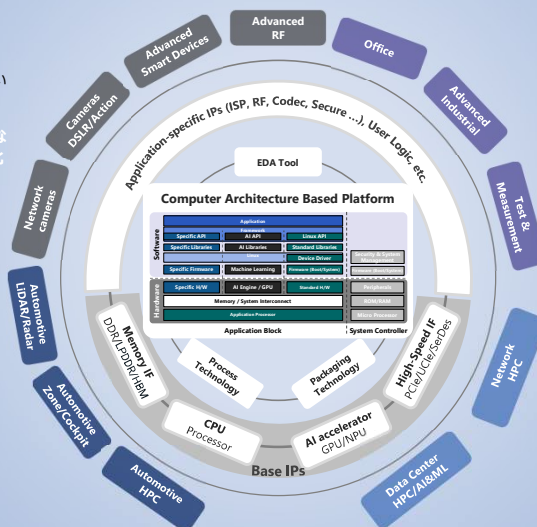 Advanced
RF
Advanced
Smart Devices
Office
Cameras
DSLR/Action
Advanced
Industrial
Network
cameras
Test &
Measurement
Automotive
LiDAR/Radar
Network
HPC
Automotive
Zone/Cockpit
Automotive
HPC
Data Center
HPC/AI&ML
Application-specific IPs (ISP, RF, Codec, Secure ...), User Logic, etc.
EDA Tool
Computer Architecture Based Platform
Software
Application
Framework
Specific API
AI API
Linux API
Specific Libraries
AI Libraries
Standard Libraries
Linux
Device Driver
Security & System
Management
Specific Firmware
Machine Learning
Firmware (Boot/System)
Firmware (Boot/System)
Hardware
Specific H/W
AI Engine / GPU
Standard H/W
Peripherals
Memory / System Interconnect
ROM/RAM
Application Processor
Micro Processor
Application Block
System Controller
Process
Technology
Packaging
Technology
Memory IF
DDR/LPDDR/HBM
High-Speed IF
PCIe/UCIe/SerDes
CPU
Processor
AI accelerator
GPU/NPU
Base IPs